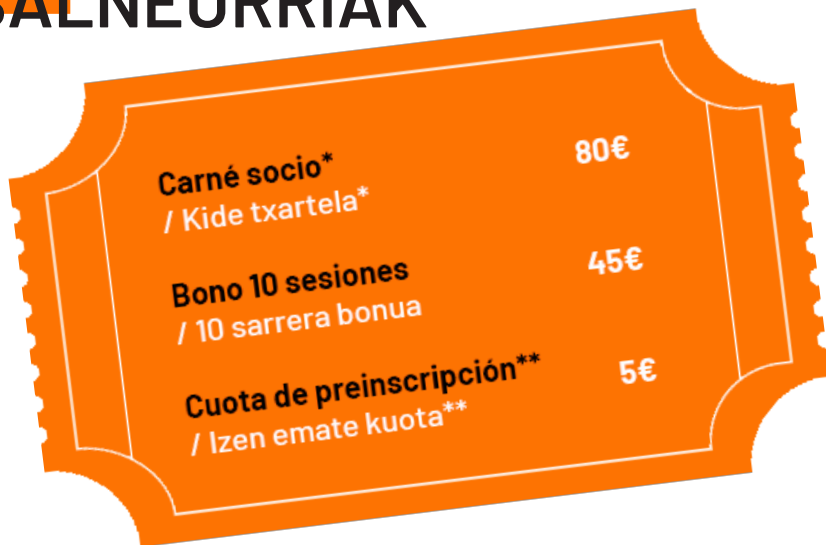 SALNEURRIAK
Carné socio* 80€
/ Kide txartela*
Bono 10 sesiones 45€
/ 10 sarrera bonua
Cuota de preinscripción** 5€
/ Izen emate kuota**